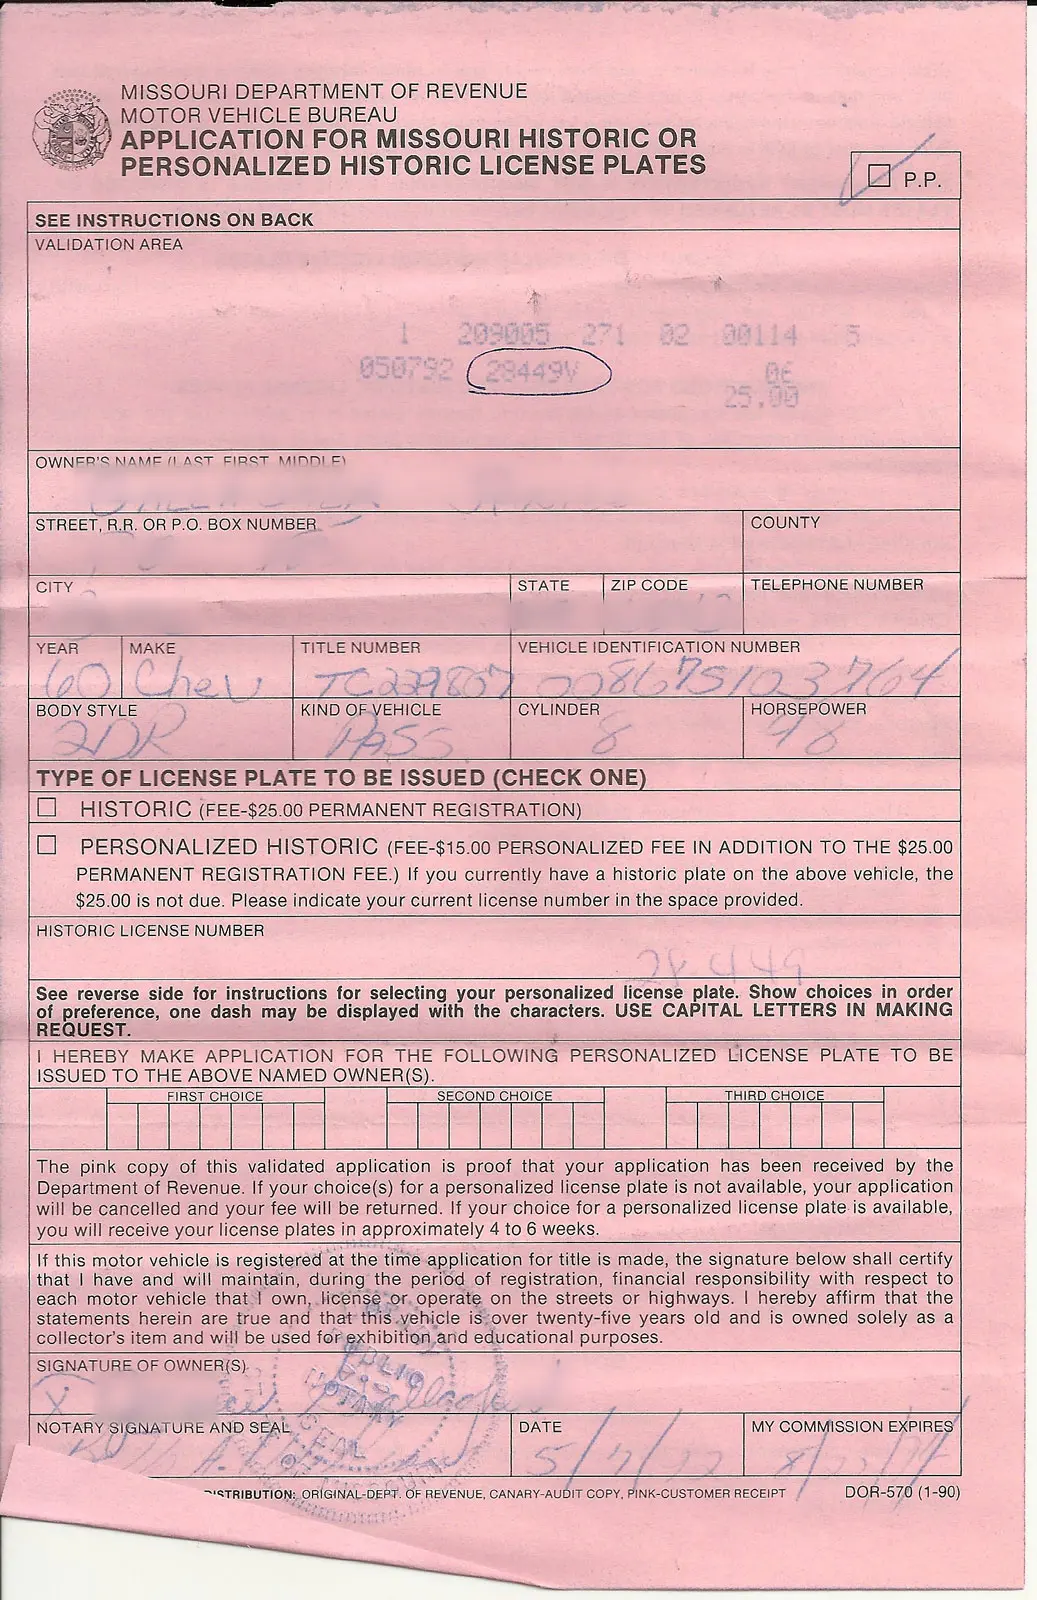 MISSOURI DEPARTMENT OF REVENUE
MOTOR VEHICLE BUREAU
APPLICATION FOR MISSOURI HISTORIC OR
PERSONALIZED HISTORIC LICENSE PLATES
P.P.
SEE INSTRUCTIONS ON BACK
VALIDATION AREA
1 209005 271 02 00114 5
050792 28449V
25.00
OWNER'S NAME (LAST, FIRST, MIDDLE)
STREET, R.R. OR P.O. BOX NUMBER COUNTY
CITY STATE ZIP CODE TELEPHONE NUMBER
YEAR MAKE TITLE NUMBER VEHICLE IDENTIFICATION NUMBER
60 Chev TC229807
BODY STYLE KIND OF VEHICLE CYLINDER HORSEPOWER
2DR PASS 8
TYPE OF LICENSE PLATE TO BE ISSUED (CHECK ONE)
HISTORIC (FEE-$25.00 PERMANENT REGISTRATION)
PERSONALIZED HISTORIC (FEE-$15.00 PERSONALIZED FEE IN ADDITION TO THE $25.00
PERMANENT REGISTRATION FEE.) If you currently have a historic plate on the above vehicle, the
$25.00 is not due. Please indicate your current license number in the space provided.
HISTORIC LICENSE NUMBER
28449
See reverse side for instructions for selecting your personalized license plate. Show choices in order
of preference, one dash may be displayed with the characters. USE CAPITAL LETTERS IN MAKING
REQUEST.
I HEREBY MAKE APPLICATION FOR THE FOLLOWING PERSONALIZED LICENSE PLATE TO BE
ISSUED TO THE ABOVE NAMED OWNER(S).
FIRST CHOICE SECOND CHOICE THIRD CHOICE
The pink copy of this validated application is proof that your application has been received by the
Department of Revenue. If your choice(s) for a personalized license plate is not available, your application
will be cancelled and your fee will be returned. If your choice for a personalized license plate is available,
you will receive your license plates in approximately 4 to 6 weeks.
If this motor vehicle is registered at the time application for title is made, the signature below shall certify
that I have and will maintain, during the period of registration, financial responsibility with respect to
each motor vehicle that I own, license or operate on the streets or highways. I hereby affirm that the
statements herein are true and that this vehicle is over twenty-five years old and is owned solely as a
collector's item and will be used for exhibition and educational purposes.
SIGNATURE OF OWNER(S)
X
NOTARY SIGNATURE AND SEAL DATE MY COMMISSION EXPIRES
PUBLIC
NOTARY
SEAL
DISTRIBUTION: ORIGINAL-DEPT. OF REVENUE, CANARY-AUDIT COPY, PINK-CUSTOMER RECEIPT DOR-570 (1-90)